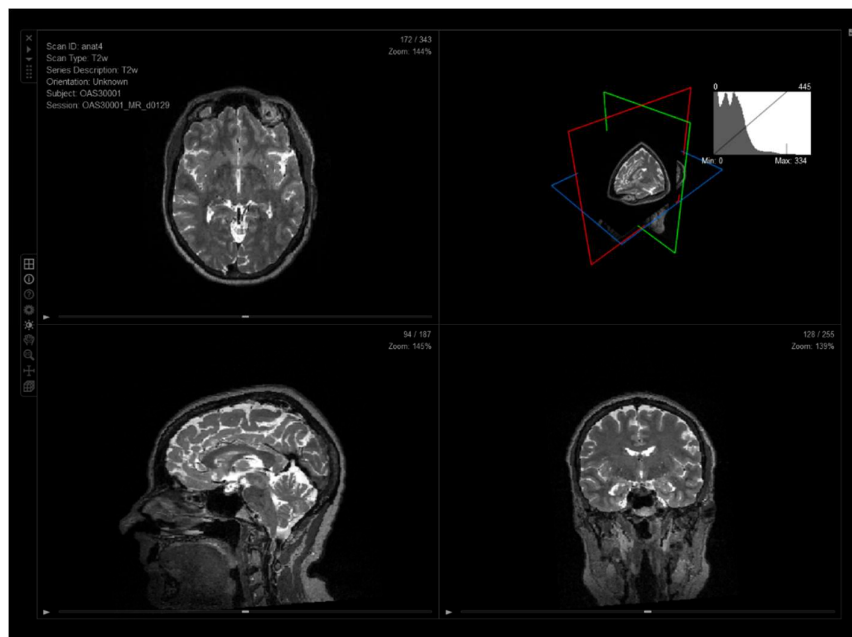 Scan ID: anat4
Scan Type: T2w
Series Description: T2w
Orientation: Unknown
Subject: OAS30001
Session: OAS30001_MR_d0129
172 / 343
Zoom: 144%
0 445
Min: 0 Max: 334
94 / 187
Zoom: 145%
128 / 255
Zoom: 139%